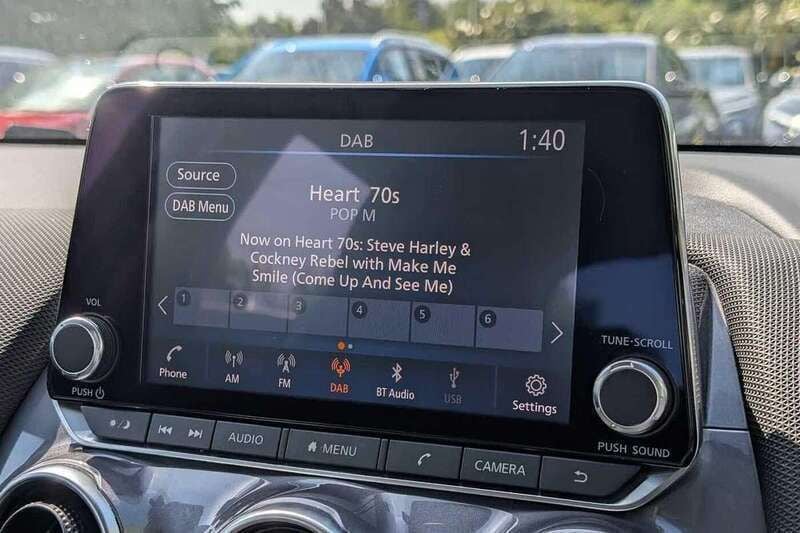 DAB
1:40
Source
Heart 70s
DAB Menu
POP M
Now on Heart 70s: Steve Harley &
Cockney Rebel with Make Me
Smile (Come Up And See Me)
1 2 3 4 5 6
VOL
TUNE·SCROLL
Phone
AM
FM
DAB
BT Audio
USB
Settings
PUSH
PUSH SOUND
AUDIO
MENU
CAMERA